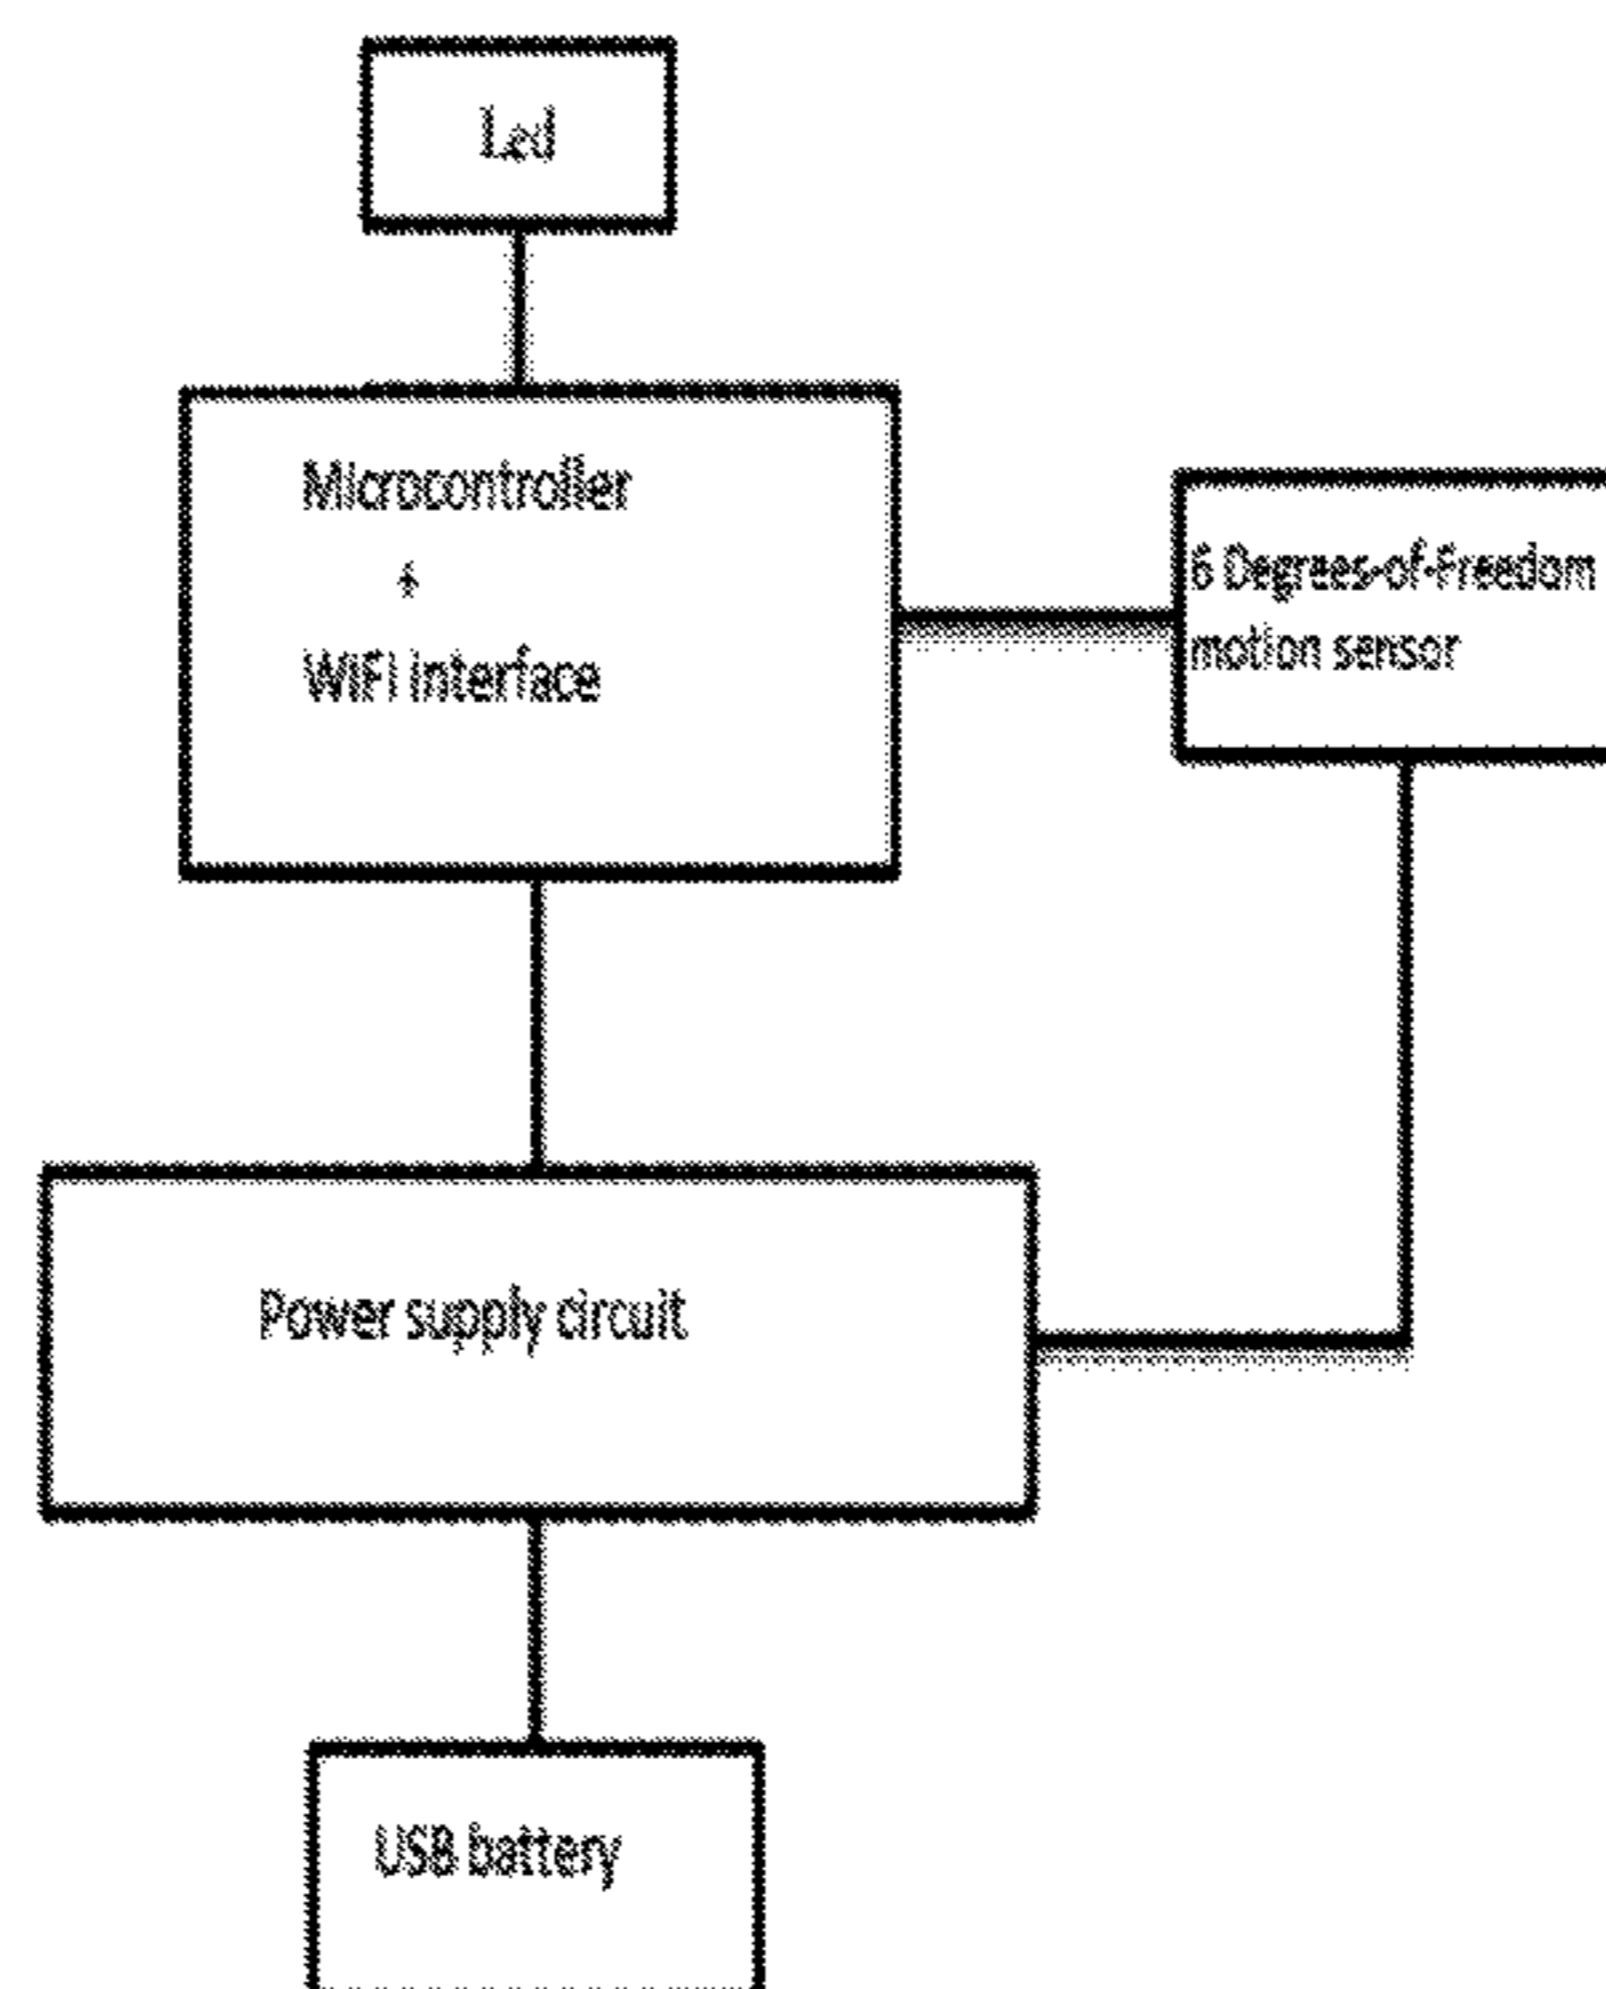 Led
Microcontroller
+
WIFI interface
6 Degrees-of-Freedom
motion sensor
Power supply circuit
USB battery